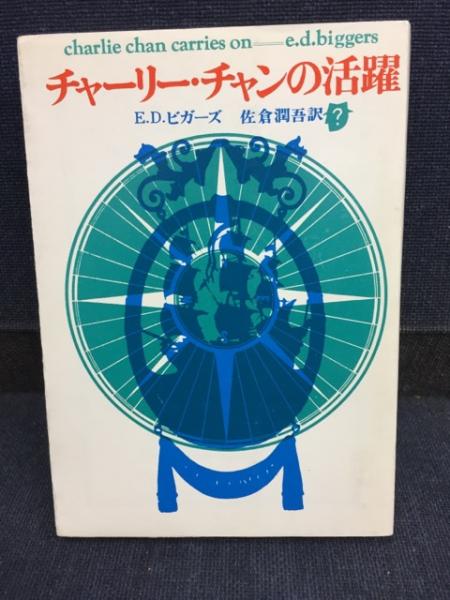 charlie chan carries on――e.d.biggers
チャーリー・チャンの活躍
E.D.ビガーズ 佐倉潤吾訳 ?